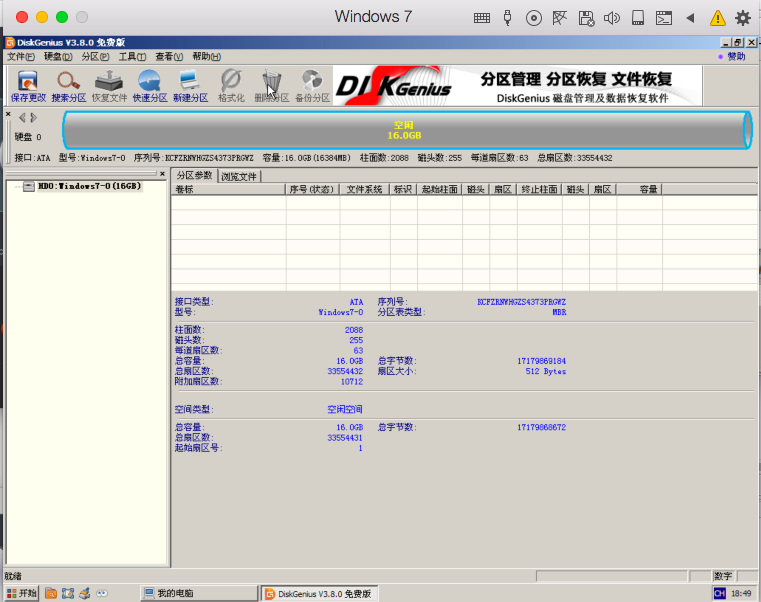 Windows 7
DiskGenius V3.8.0 免费版
文件(F) 硬盘(D) 分区(P) 工具(T) 查看(V) 帮助(H) 赞助
保存更改 搜索分区 恢复文件 快速分区 新建分区 格式化 删除分区 备份分区
DISKGENIUS
分区管理 分区恢复 文件恢复
DiskGenius 磁盘管理及数据恢复软件
硬盘 0
空闲
16.0GB
接口:ATA 型号:Windows7-0 序列号:KCFZRNWHGZS4373PRGWZ 容量:16.0GB(16384MB) 柱面数:2088 磁头数:255 每道扇区数:63 总扇区数:33554432
HD0:Windows7-0(16GB)
分区参数 浏览文件
卷标 序号(状态) 文件系统 标识 起始柱面 磁头 扇区 终止柱面 磁头 扇区 容量
接口类型: ATA 序列号: KCFZRNWHGZS4373PRGWZ
型号: Windows7-0 分区表类型: MBR
柱面数: 2088
磁头数: 255
每道扇区数: 63
总容量: 16.0GB 总字节数: 17179869184
总扇区数: 33554432 扇区大小: 512 Bytes
附加扇区数: 10712
空间类型: 空闲空间
总容量: 16.0GB 总字节数: 17179868672
总扇区数: 33554431
起始扇区号: 1
就绪 数字
开始 我的电脑 DiskGenius V3.8.0 免费版 CH 18:49